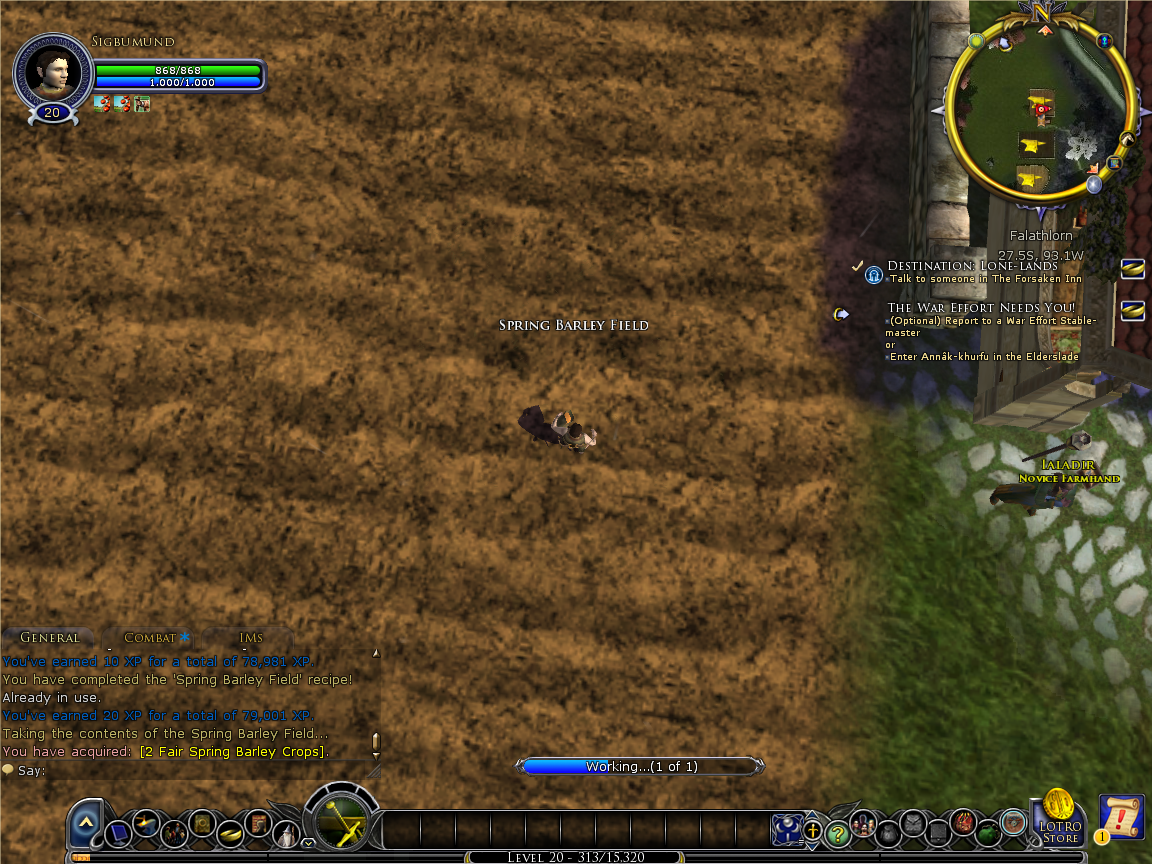 Sigbumund
868/868
1.000/1.000
20
N
Falathlorn
27.5S, 93.1W
Destination: Lone-lands
Talk to someone in The Forsaken Inn
The War Effort Needs You!
(Optional) Report to a War Effort Stable-
master
or
Enter Annâk-khurfu in the Elderslade
Spring Barley Field
Novice Farmhand
General Combat IMs
You've earned 10 XP for a total of 78,981 XP.
You have completed the 'Spring Barley Field' recipe!
Already in use.
You've earned 20 XP for a total of 79,001 XP.
Taking the contents of the Spring Barley Field...
You have acquired: [2 Fair Spring Barley Crops].
Say:
Working...(1 of 1)
LOTRO
Store
1
Level 20 - 313/15,320